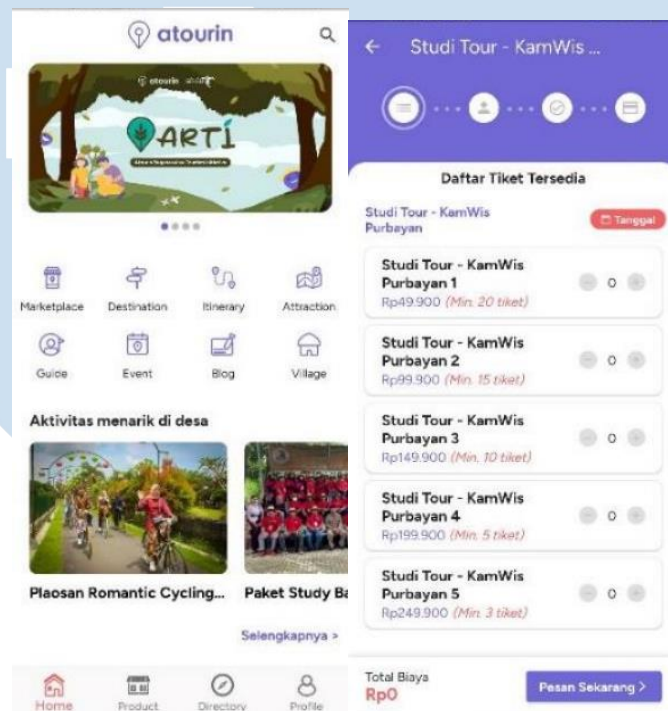 atourin
atourin
ARTI
Marketplace
Destination
Itinerary
Attraction
Guide
Event
Blog
Village
Aktivitas menarik di desa
Plaosan Romantic Cycling...
Paket Study Ba
Selengkapnya >
Home
Product
Directory
Profile
Studi Tour - KamWis ...
Daftar Tiket Tersedia
Studi Tour - KamWis
Purbayan
Tanggal
Studi Tour - KamWis
Purbayan 1
Rp49.900 (Min. 20 tiket)
0
Studi Tour - KamWis
Purbayan 2
Rp99.900 (Min. 15 tiket)
0
Studi Tour - KamWis
Purbayan 3
Rp149.900 (Min. 10 tiket)
0
Studi Tour - KamWis
Purbayan 4
Rp199.900 (Min. 5 tiket)
0
Studi Tour - KamWis
Purbayan 5
Rp249.900 (Min. 3 tiket)
0
Total Biaya
Rp0
Pesan Sekarang >